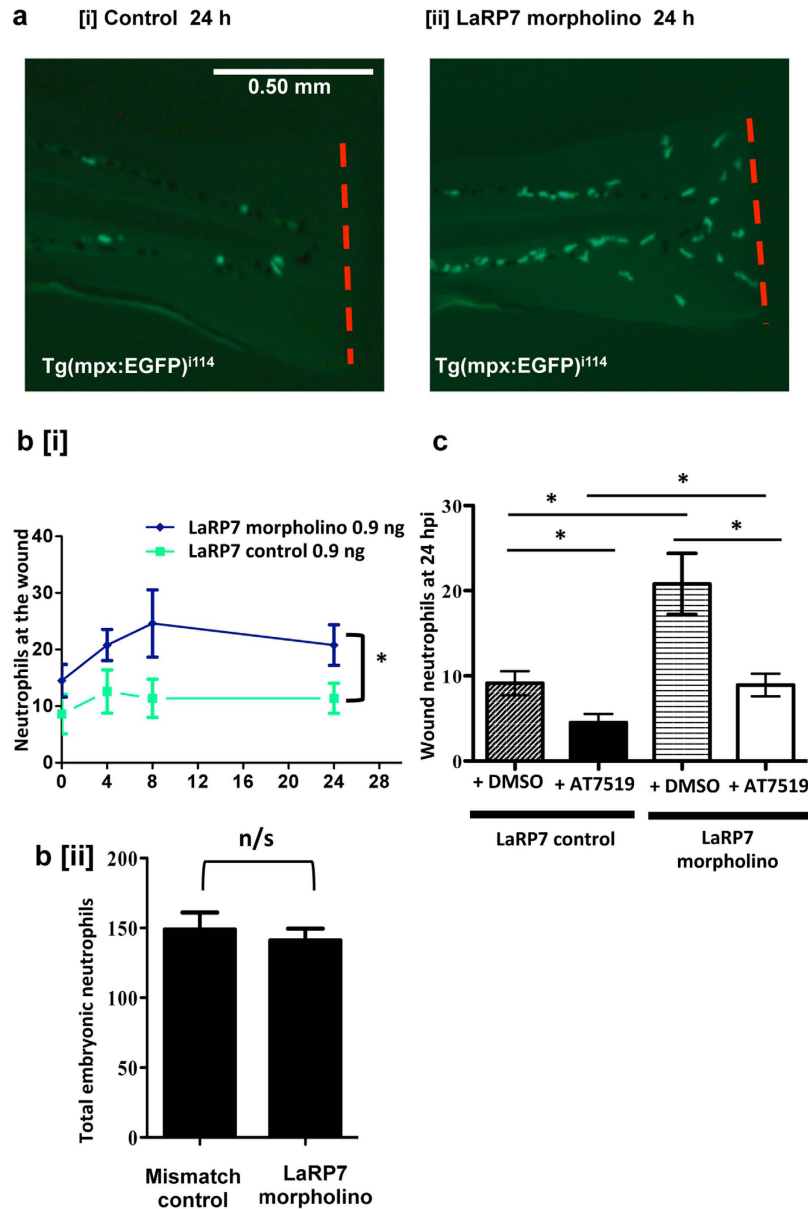 a [i] Control 24 h [ii] LaRP7 morpholino 24 h
0.50 mm
Tg(mpx:EGFP)i114 Tg(mpx:EGFP)i114
b [i]
LaRP7 morpholino 0.9 ng
LaRP7 control 0.9 ng
Neutrophils at the wound
40
30
20
10
0
0 4 8 12 16 20 24 28
*
c
Wound neutrophils at 24 hpi
30
20
10
0
*
*
*
*
+ DMSO + AT7519 + DMSO + AT7519
LaRP7 control LaRP7
morpholino
b [ii]
n/s
Total embryonic neutrophils
200
150
100
50
0
Mismatch LaRP7
control morpholino